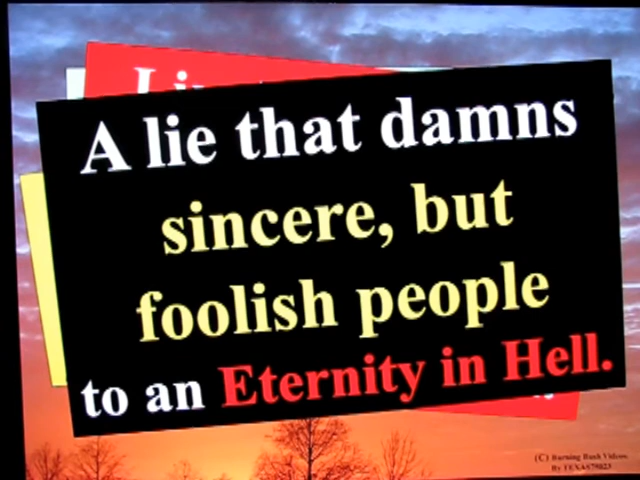 A lie that damns
sincere, but
foolish people
to an Eternity in Hell.
(C) Burning Bush Videos